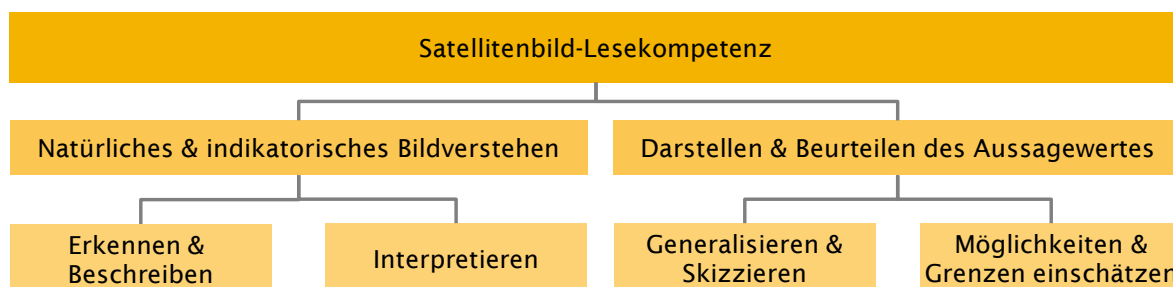 Satellitenbild-Lesekompetenz
Natürliches & indikatorisches Bildverstehen
Darstellen & Beurteilen des Aussagewertes
Erkennen &
Beschreiben
Interpretieren
Generalisieren &
Skizzieren
Möglichkeiten &
Grenzen einschätzen